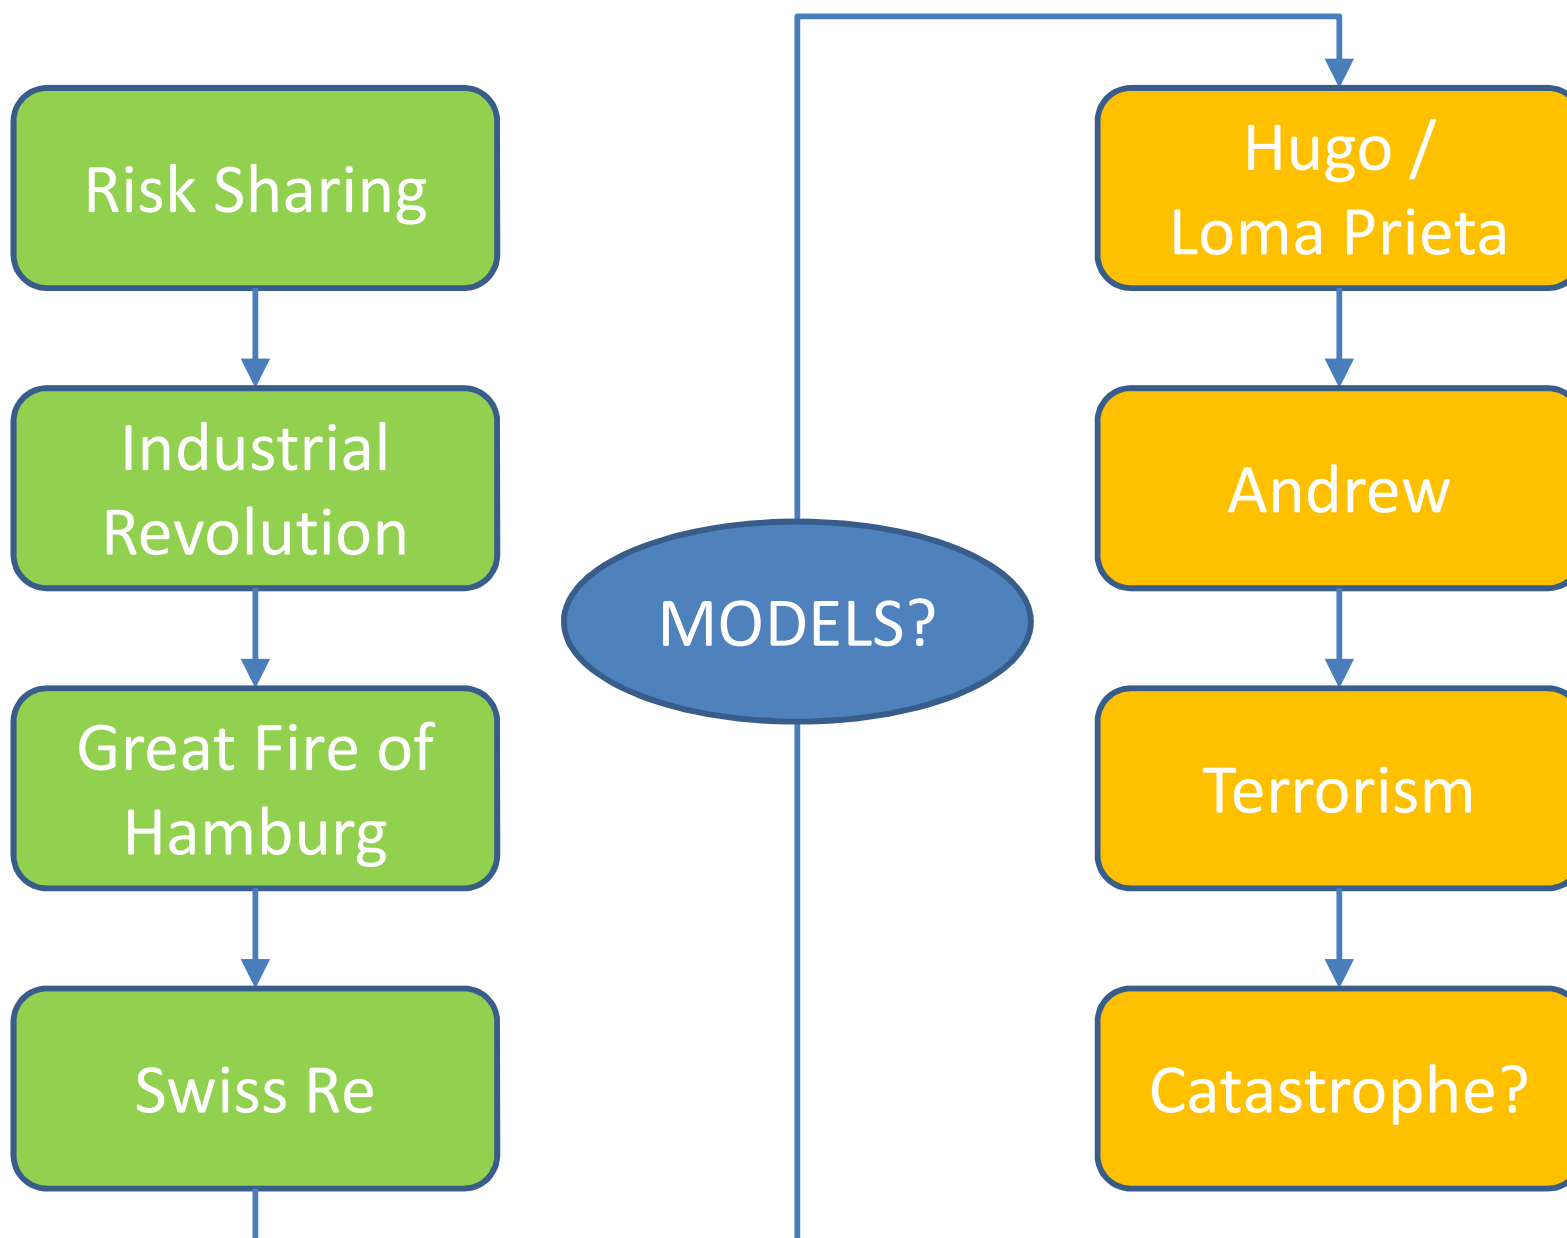 Risk Sharing
Industrial
Revolution
Great Fire of
Hamburg
Swiss Re
MODELS?
Hugo /
Loma Prieta
Andrew
Terrorism
Catastrophe?